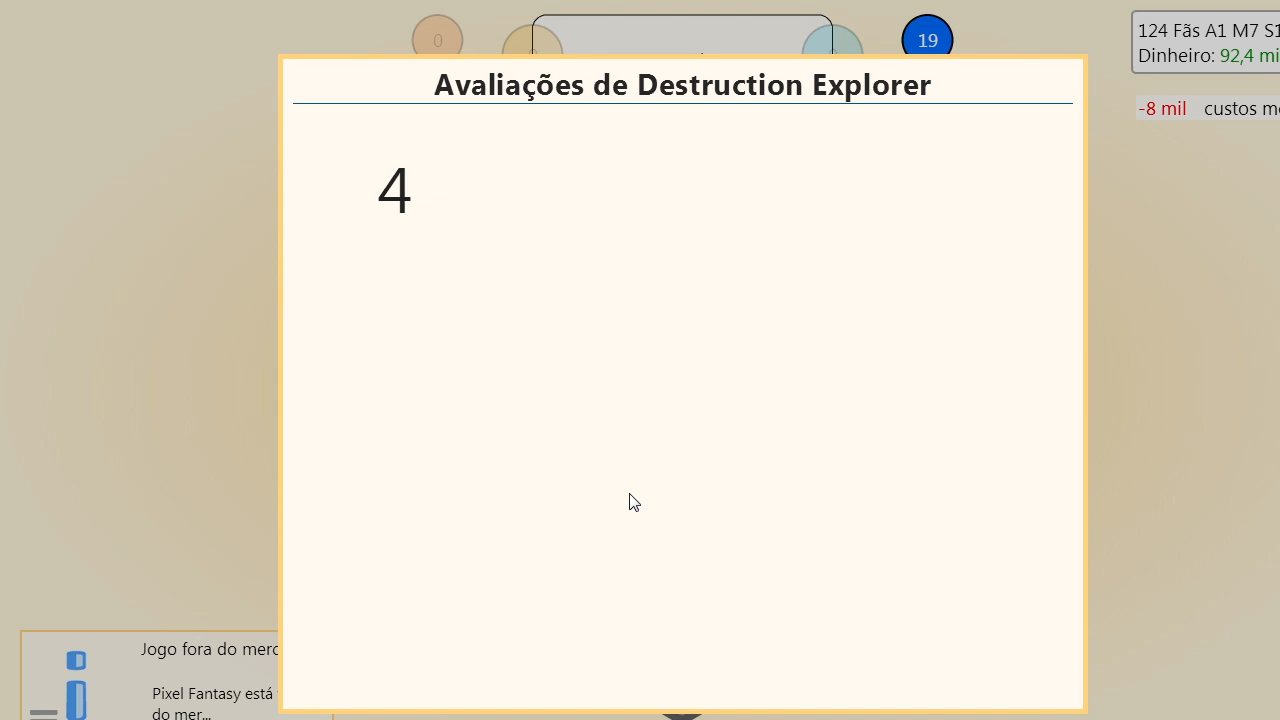 0
19
124 Fãs A1 M7 S1
Dinheiro: 92,4 mi
-8 mil custos
Avaliações de Destruction Explorer
4
Jogo fora do
Pixel Fantasy está
do mer...